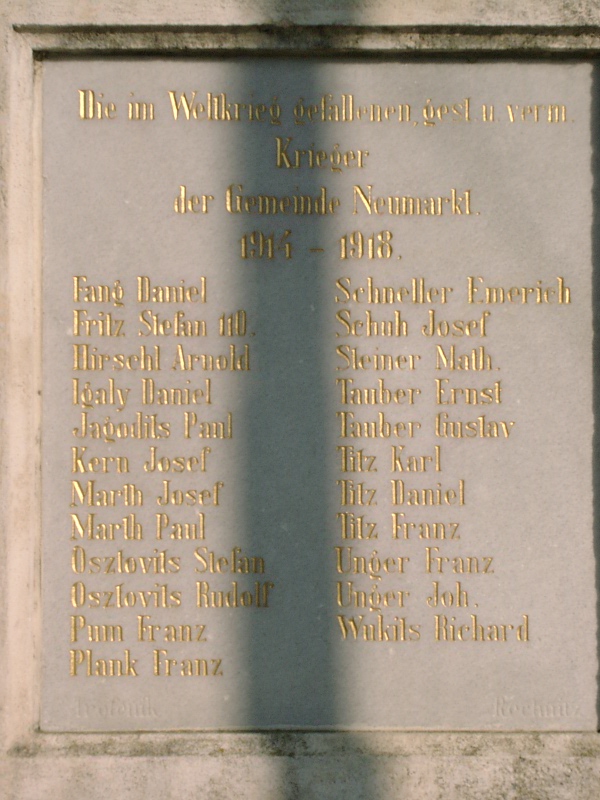 Die im Weltkrieg gefallenen, gest. u. verm.
Krieger
der Gemeinde Neumarkt.
1914 – 1918.
Fang Daniel
Fritz Stefan 110.
Hirschl Arnold
Igaly Daniel
Jagodits Paul
Kern Josef
Marth Josef
Marth Paul
Osztovits Stefan
Osztovits Rudolf
Pum Franz
Plank Franz
Schneller Emerich
Schuh Josef
Steiner Math.
Tauber Ernst
Tauber Gustav
Titz Karl
Titz Daniel
Titz Franz
Unger Franz
Unger Joh.
Wukits Richard